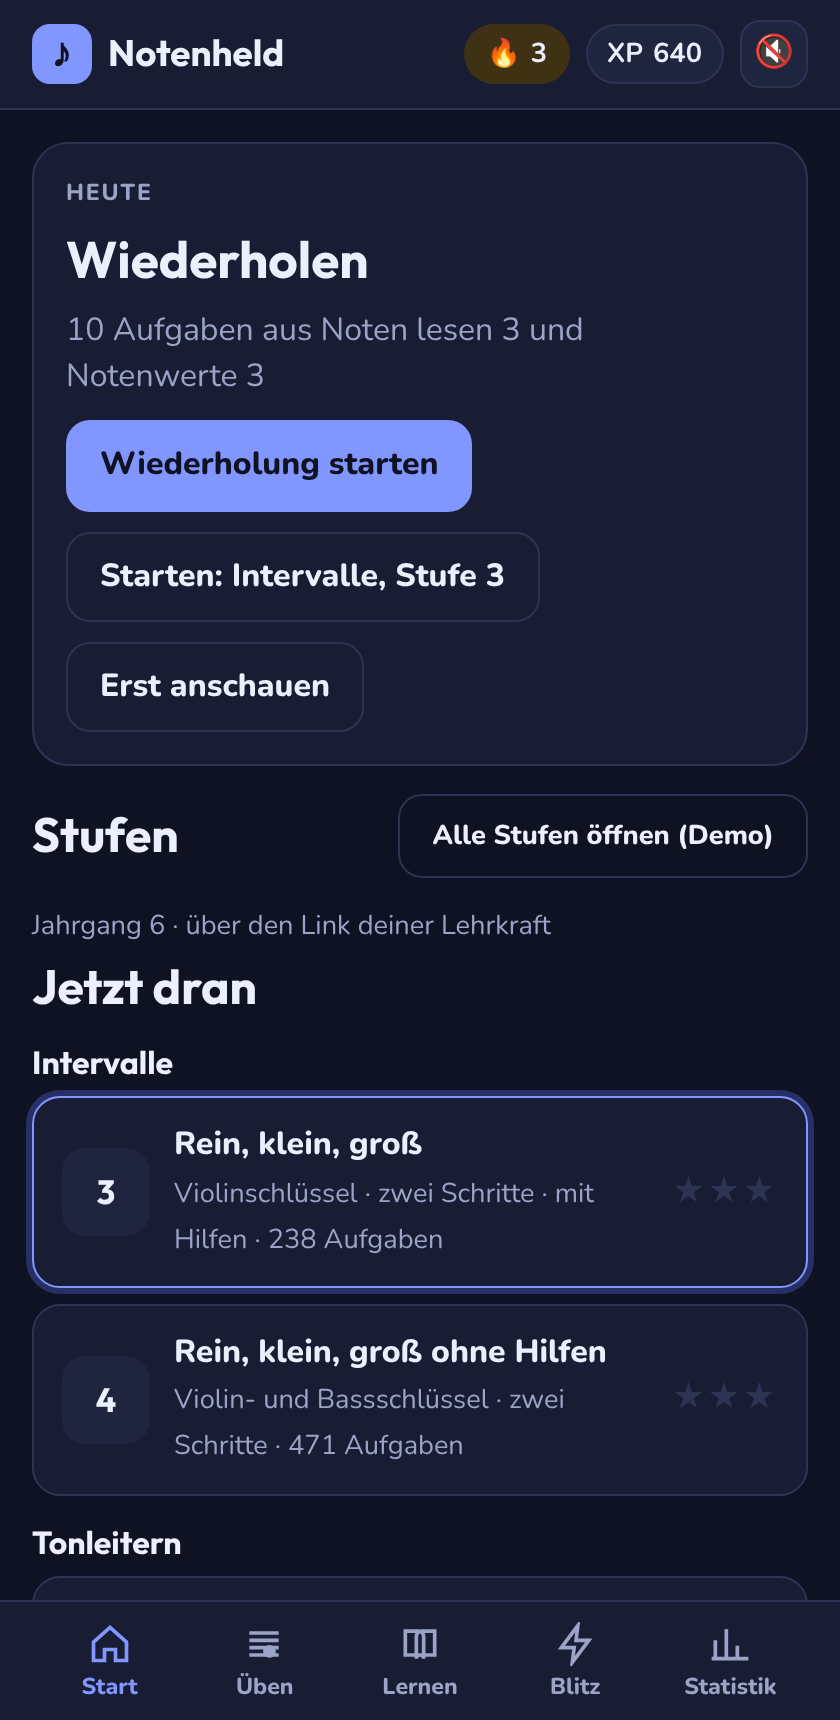 Notenheld
3
XP 640
HEUTE
Wiederholen
10 Aufgaben aus Noten lesen 3 und
Notenwerte 3
Wiederholung starten
Starten: Intervalle, Stufe 3
Erst anschauen
Stufen
Alle Stufen öffnen (Demo)
Jahrgang 6 · über den Link deiner Lehrkraft
Jetzt dran
Intervalle
3
Rein, klein, groß
Violinschlüssel · zwei Schritte · mit
Hilfen · 238 Aufgaben
4
Rein, klein, groß ohne Hilfen
Violin- und Bassschlüssel · zwei
Schritte · 471 Aufgaben
Tonleitern
Start
Üben
Lernen
Blitz
Statistik